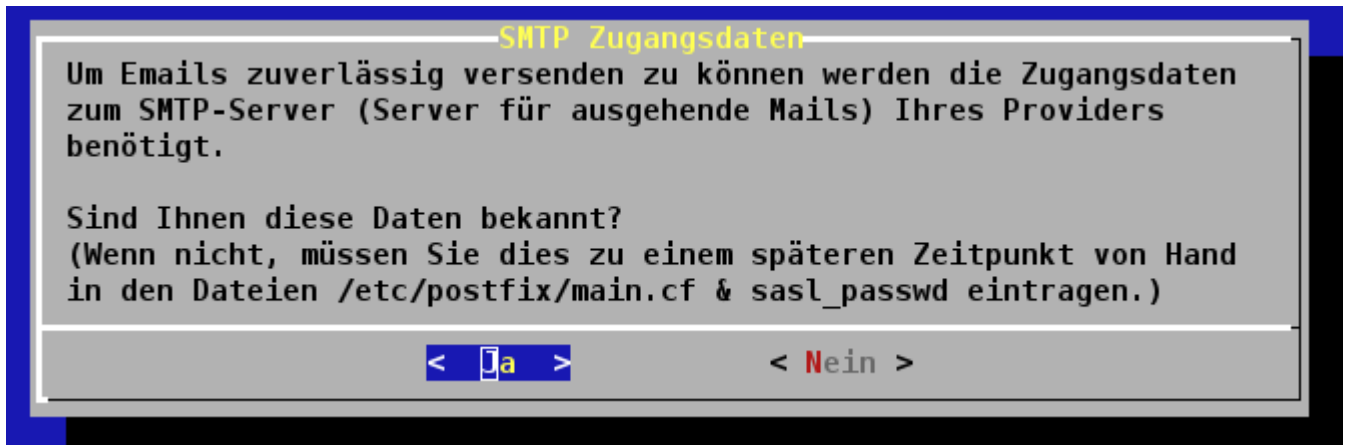 SMTP Zugangsdaten
Um Emails zuverlässig versenden zu können werden die Zugangsdaten
zum SMTP-Server (Server für ausgehende Mails) Ihres Providers
benötigt.
Sind Ihnen diese Daten bekannt?
(Wenn nicht, müssen Sie dies zu einem späteren Zeitpunkt von Hand
in den Dateien /etc/postfix/main.cf & sasl_passwd eintragen.)
< Ja > < Nein >